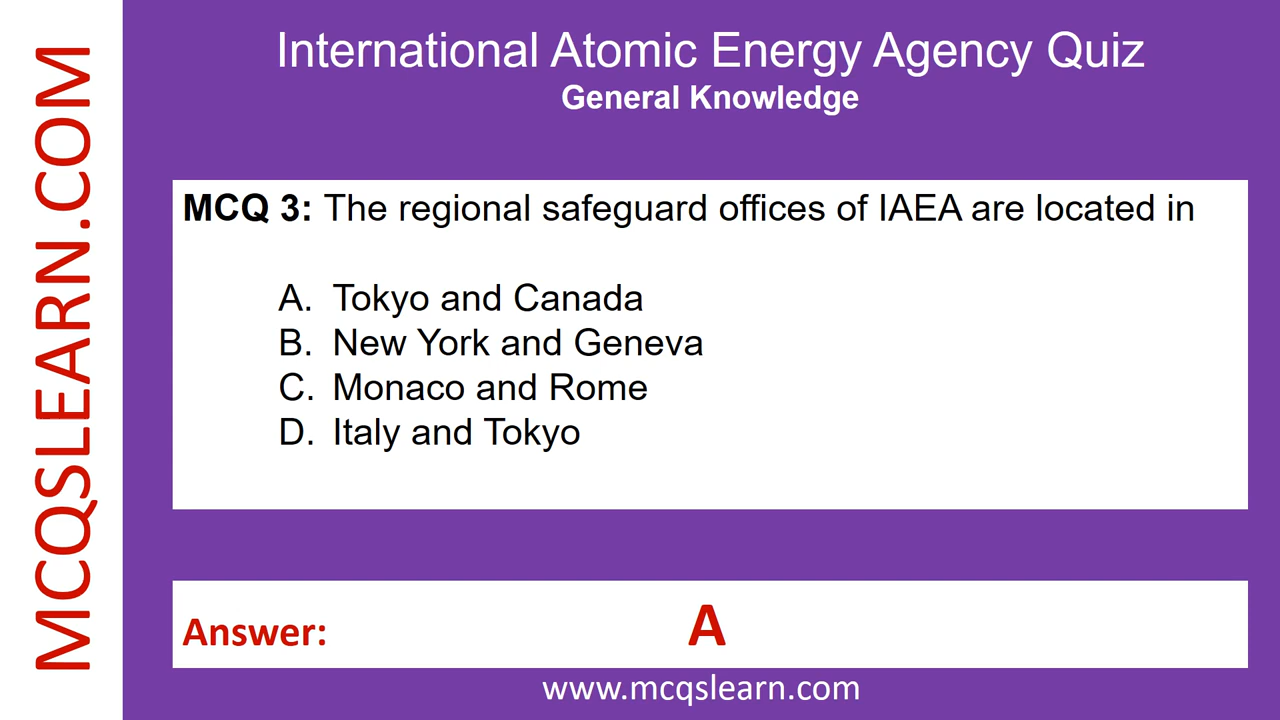 MCQSLEARN.COM
International Atomic Energy Agency Quiz
General Knowledge
MCQ 3: The regional safeguard offices of IAEA are located in
A. Tokyo and Canada
B. New York and Geneva
C. Monaco and Rome
D. Italy and Tokyo
Answer: A
www.mcqslearn.com